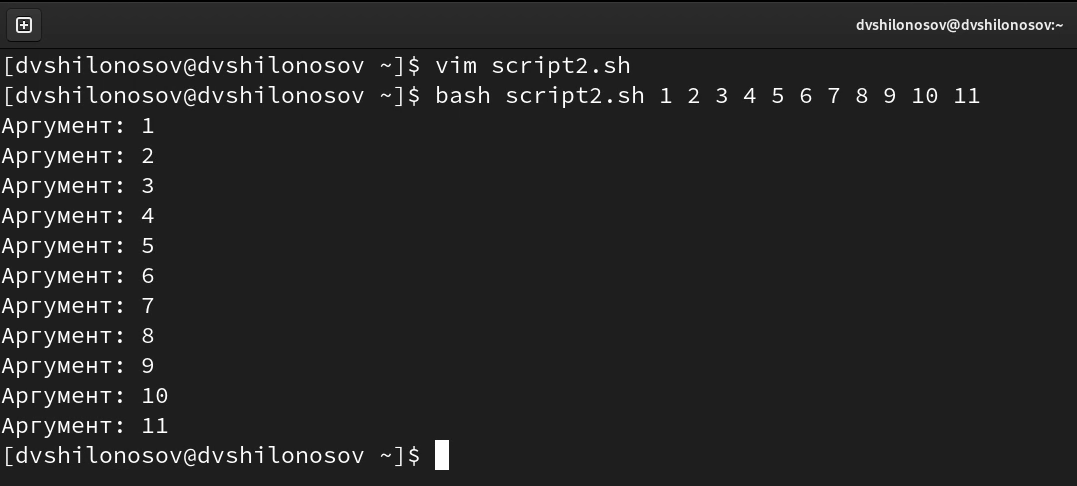 dvshilonosov@dvshilonosov:~
[dvshilonosov@dvshilonosov ~]$ vim script2.sh
[dvshilonosov@dvshilonosov ~]$ bash script2.sh 1 2 3 4 5 6 7 8 9 10 11
Аргумент: 1
Аргумент: 2
Аргумент: 3
Аргумент: 4
Аргумент: 5
Аргумент: 6
Аргумент: 7
Аргумент: 8
Аргумент: 9
Аргумент: 10
Аргумент: 11
[dvshilonosov@dvshilonosov ~]$